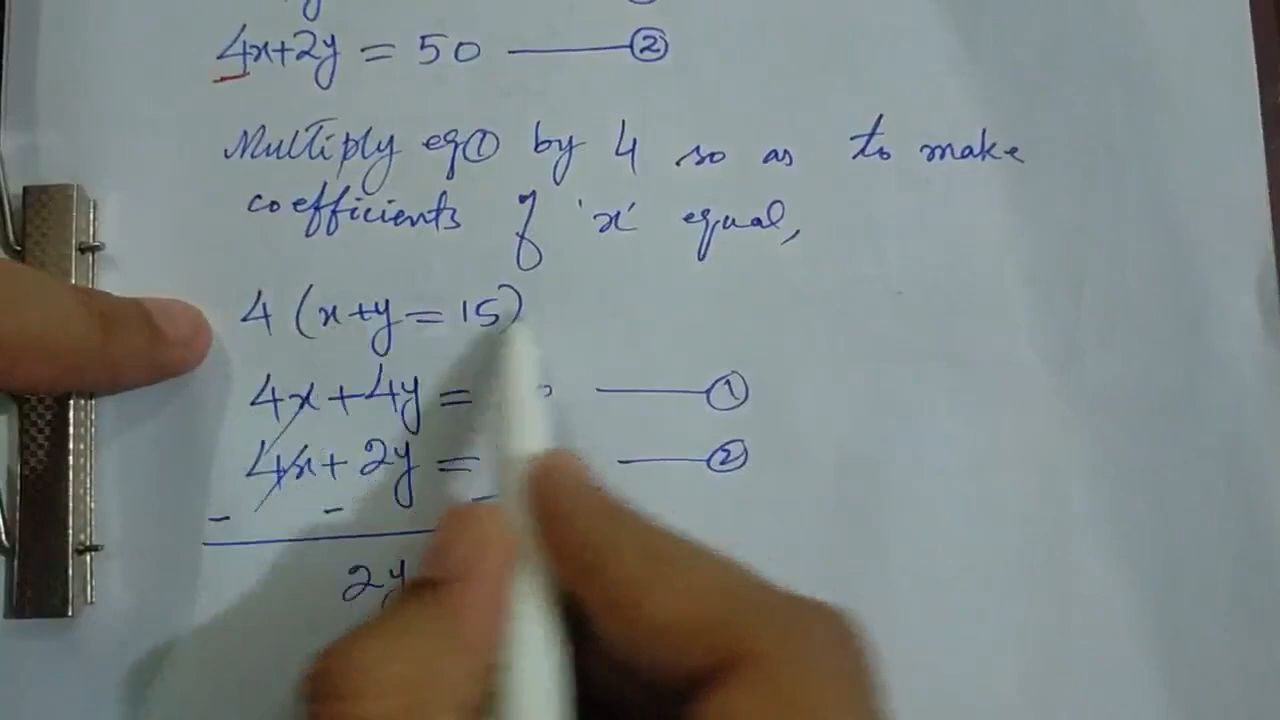 4x+2y = 50 ②
Multiply eq① by 4 so as to make
coefficients of 'x' equal,
4 (x+y = 15)
4x + 4y = ①
4x + 2y = ②
- - -
2y